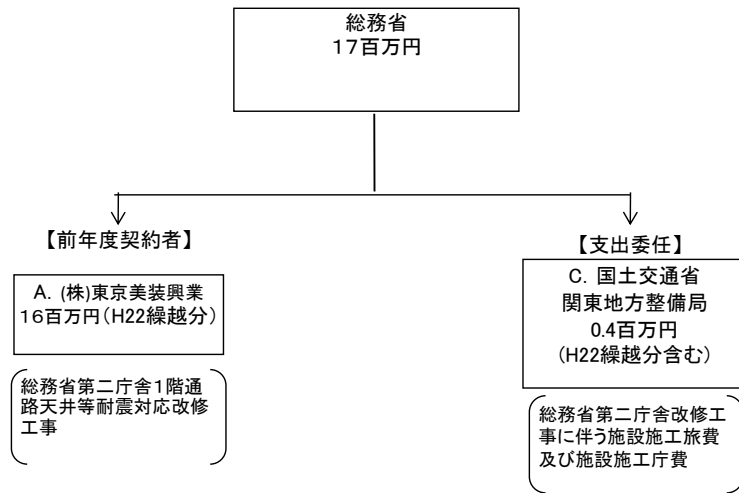 総務省
17百万円
【前年度契約者】
A. (株)東京美装興業
16百万円(H22繰越分)
総務省第二庁舎1階通
路天井等耐震対応改修
工事
【支出委任】
C. 国土交通省
関東地方整備局
0.4百万円
(H22繰越分含む)
総務省第二庁舎改修工
事に伴う施設施工旅費
及び施設施工庁費